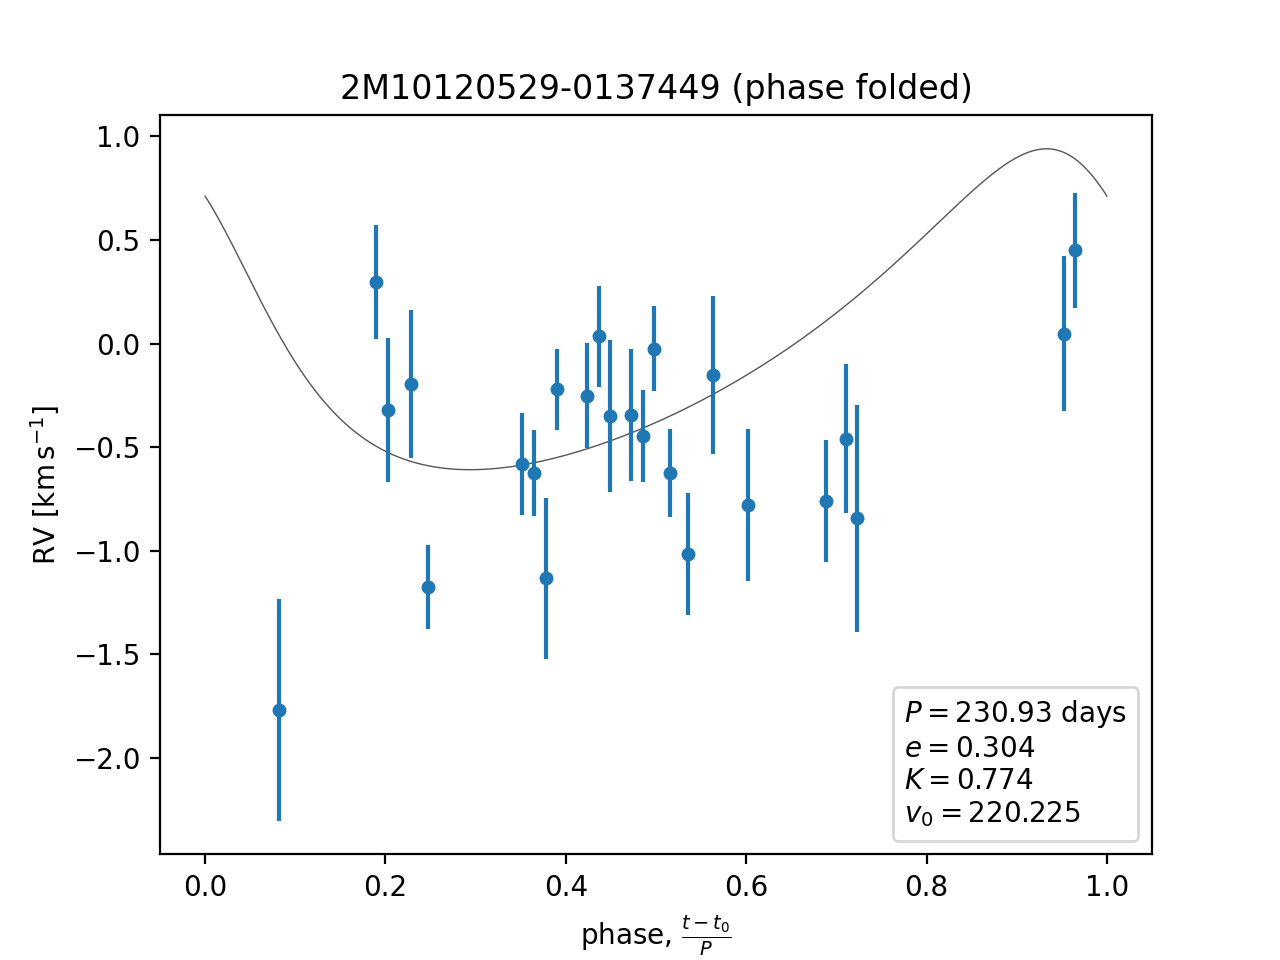 2M10120529-0137449 (phase folded)
1.0
0.5
0.0
−0.5
−1.0
−1.5
−2.0
RV [km s⁻¹]
P = 230.93 days
e = 0.304
K = 0.774
v₀ = 220.225
0.0 0.2 0.4 0.6 0.8 1.0
phase, (t − t₀)/P